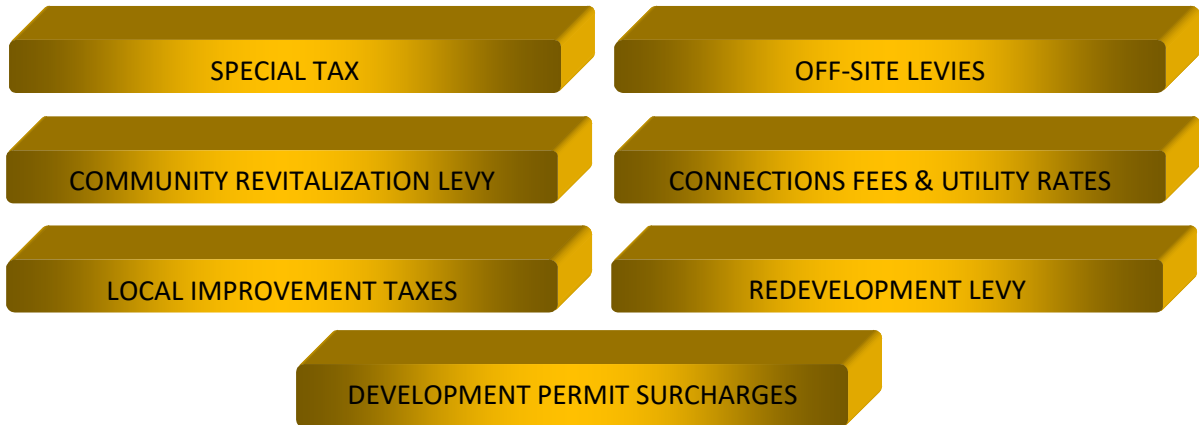 SPECIAL TAX
OFF-SITE LEVIES
COMMUNITY REVITALIZATION LEVY
CONNECTIONS FEES & UTILITY RATES
LOCAL IMPROVEMENT TAXES
REDEVELOPMENT LEVY
DEVELOPMENT PERMIT SURCHARGES